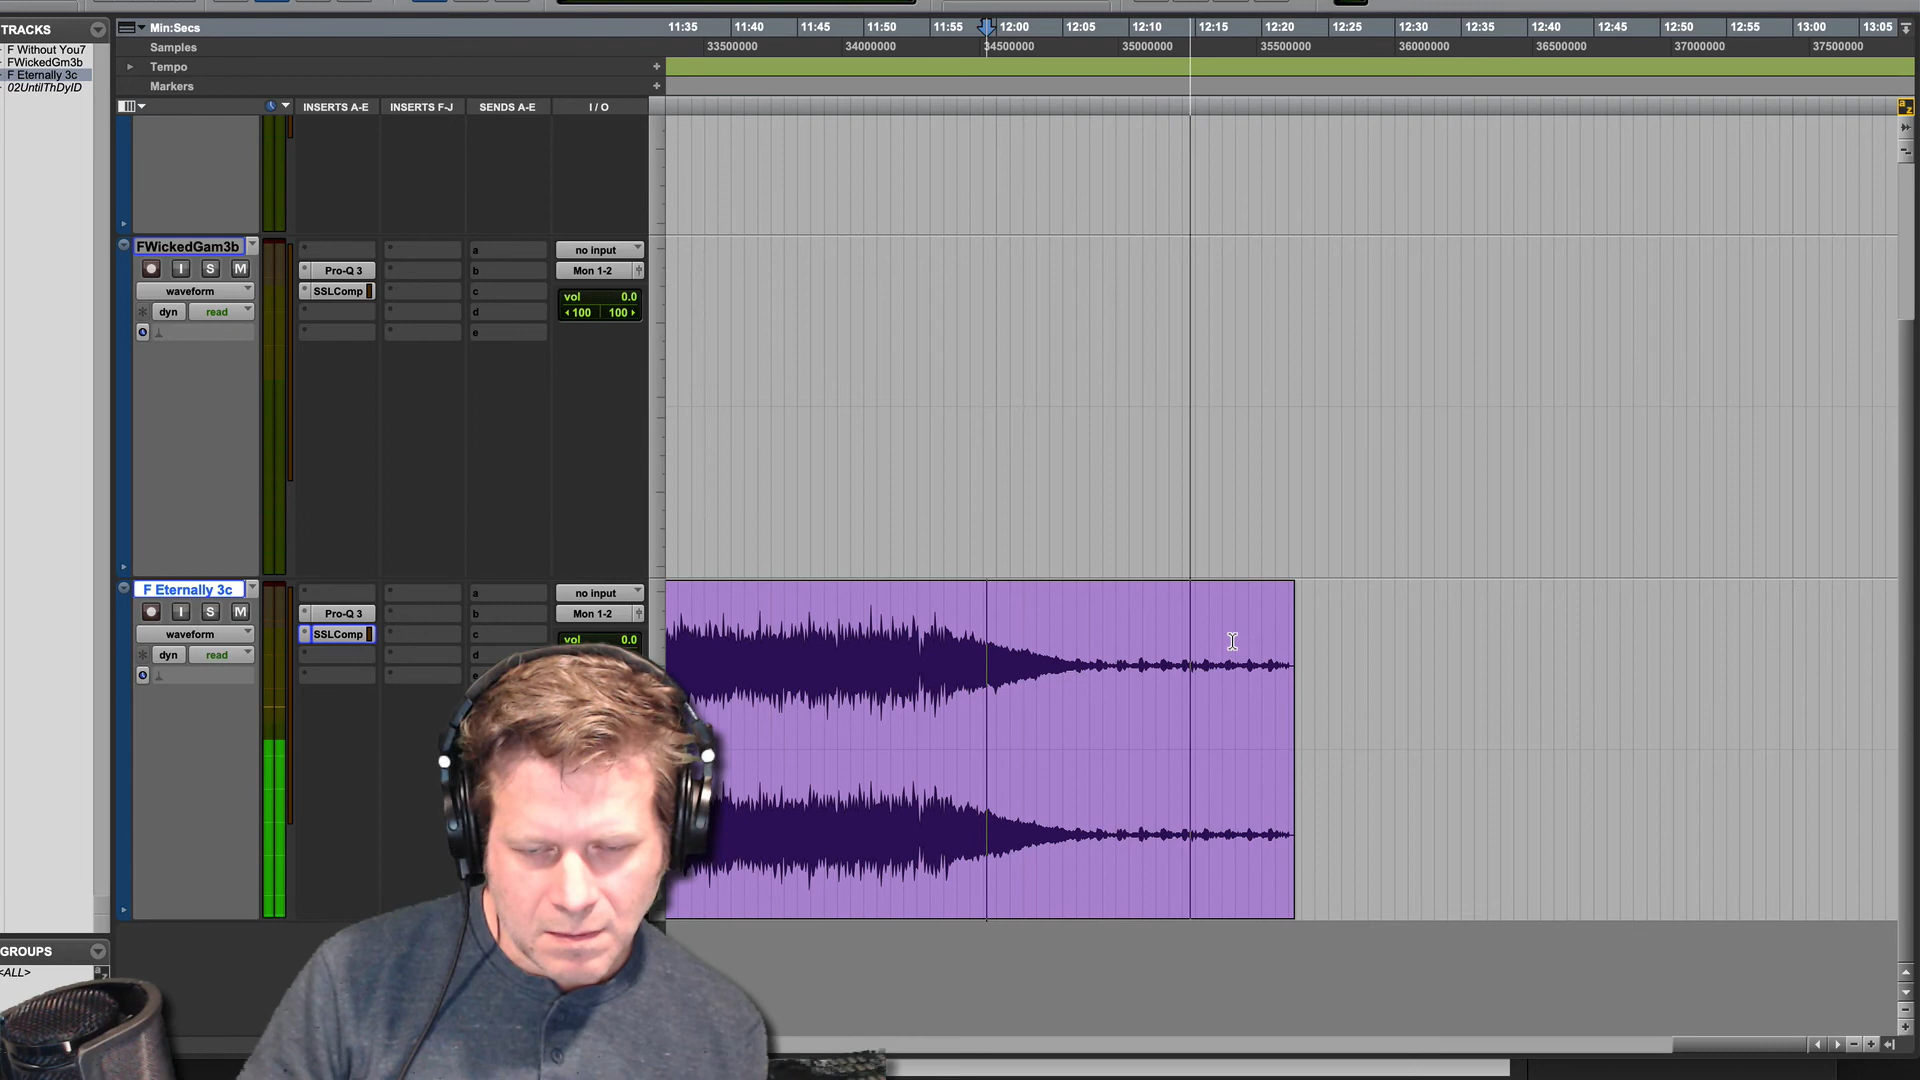 TRACKS
F Without You7
FWickedGm3b
F Eternally 3c
02UntilThDyID
Min:Secs
11:35 11:40 11:45 11:50 11:55 12:00 12:05 12:10 12:15 12:20 12:25 12:30 12:35 12:40 12:45 12:50 12:55 13:00 13:05
Samples
33500000 34000000 34500000 35000000 35500000 36000000 36500000 37000000 37500000
Tempo
Markers
INSERTS A-E INSERTS F-J SENDS A-E I / O
FWickedGam3b
I S M
waveform
dyn read
Pro-Q 3
SSLComp
a
b
c
d
e
no input
Mon 1-2
vol 0.0
100 100
F Eternally 3c
I S M
waveform
dyn read
Pro-Q 3
SSLComp
a
b
c
d
e
no input
Mon 1-2
vol 0.0
GROUPS
<ALL>
a
z